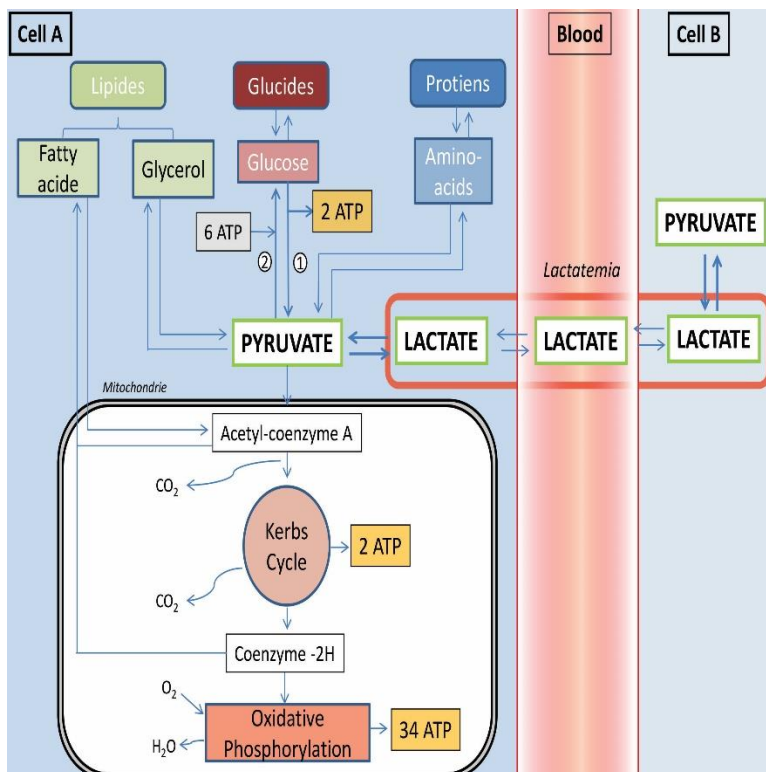 Cell A
Blood
Cell B
Lipides
Glucides
Protiens
Fatty
acide
Glycerol
Glucose
Amino-
acids
6 ATP
2 ATP
②
①
PYRUVATE
Lactatemia
PYRUVATE
LACTATE
LACTATE
LACTATE
Mitochondrie
Acetyl-coenzyme A
CO₂
Kerbs
Cycle
2 ATP
CO₂
Coenzyme -2H
O₂
Oxidative
Phosphorylation
34 ATP
H₂O